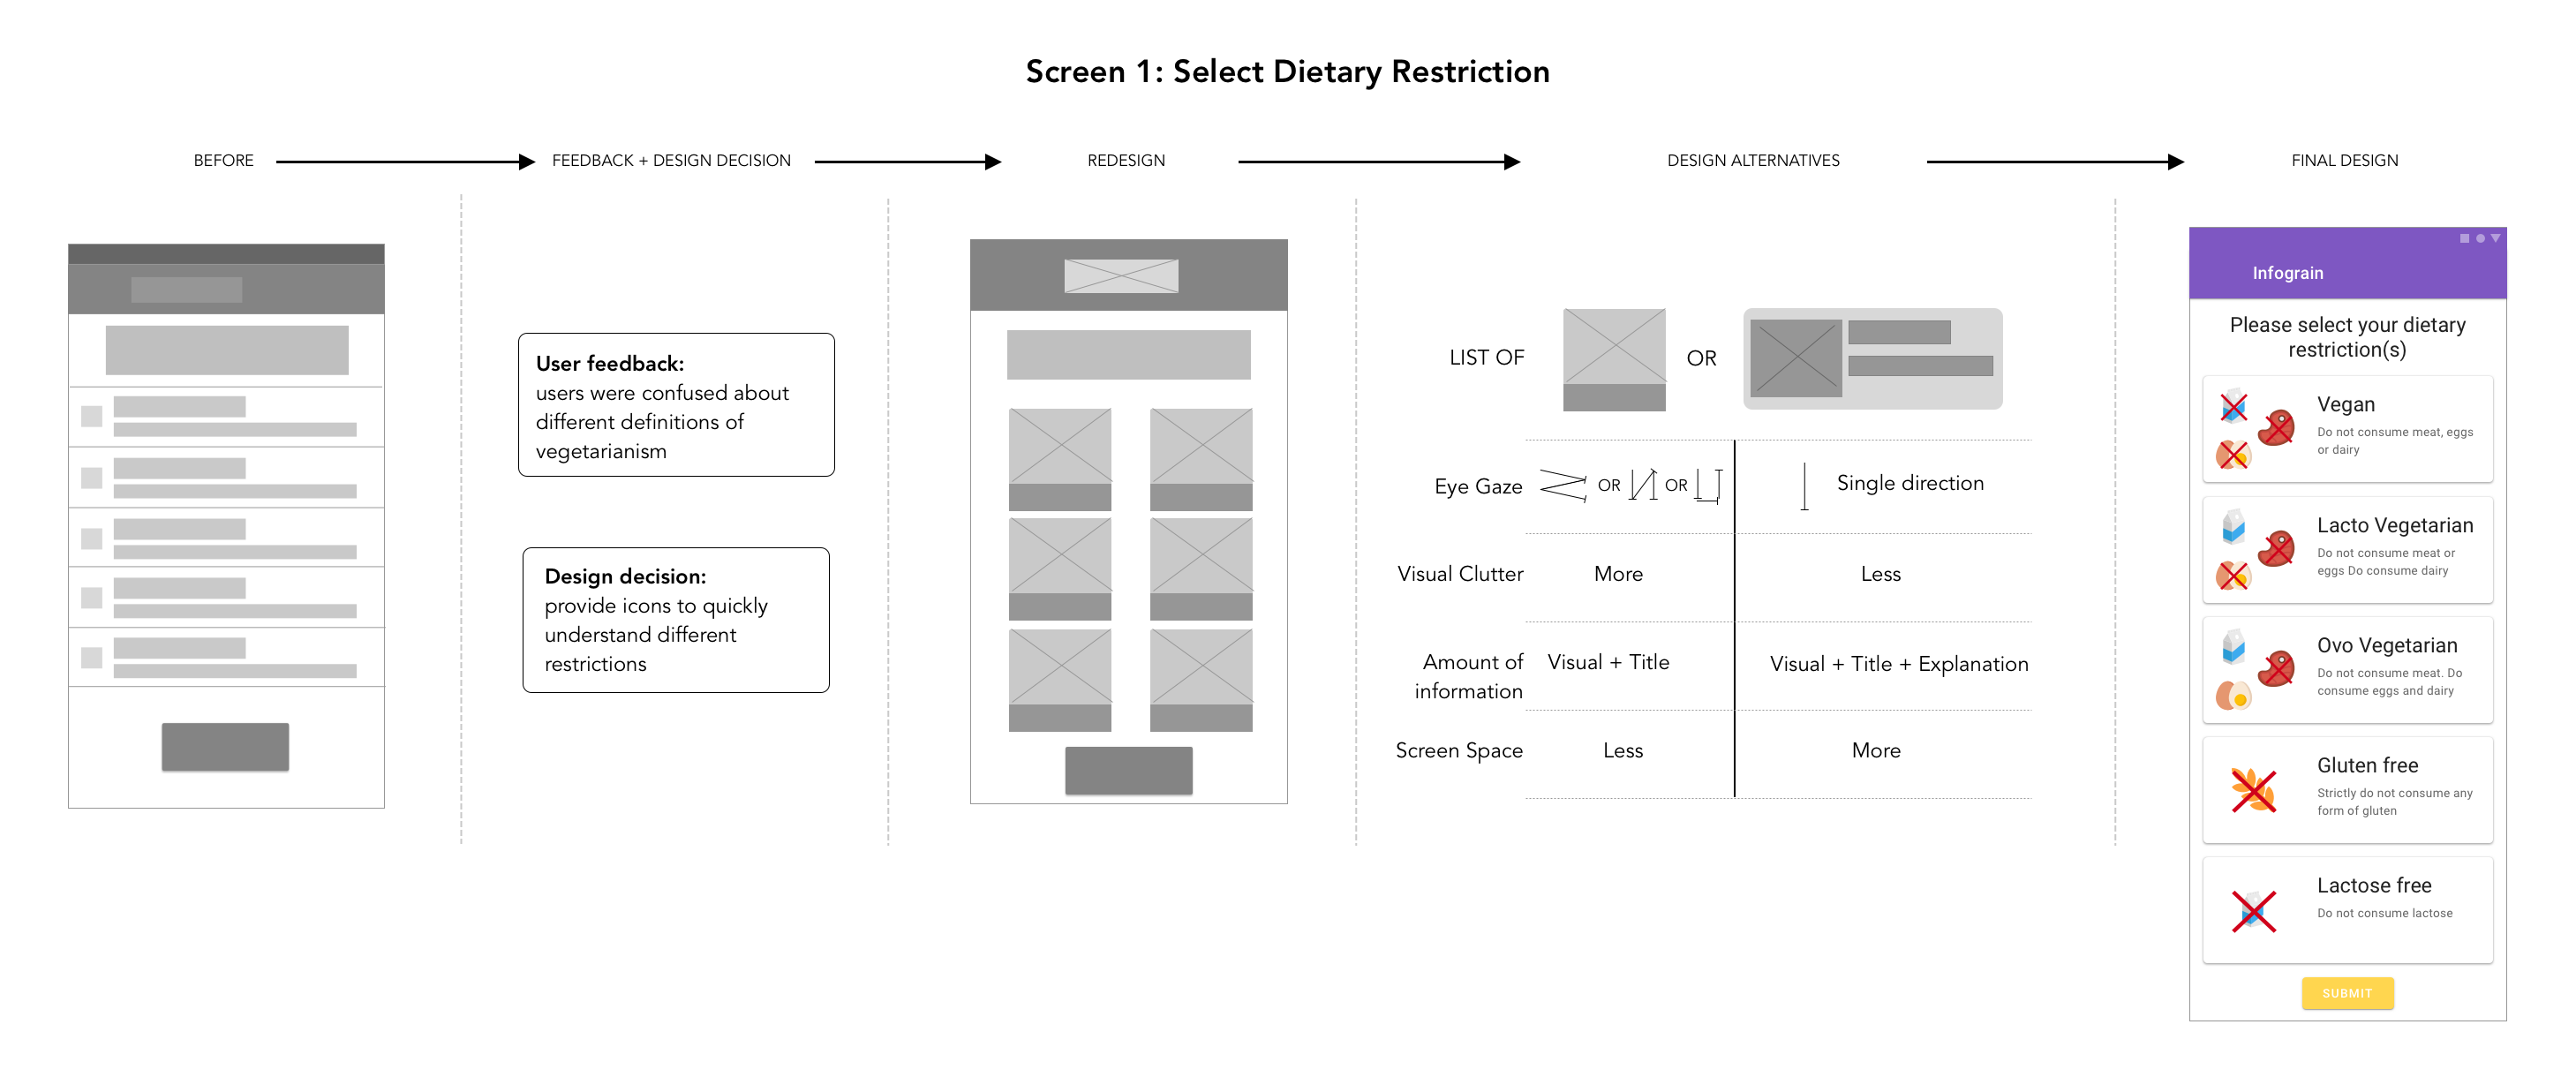 Screen 1: Select Dietary Restriction
BEFORE
FEEDBACK + DESIGN DECISION
REDESIGN
DESIGN ALTERNATIVES
FINAL DESIGN
User feedback:
users were confused about
different definitions of
vegetarianism
Design decision:
provide icons to quickly
understand different
restrictions
LIST OF
OR
Eye Gaze
OR
OR
Single direction
Visual Clutter
More
Less
Amount of
information
Visual + Title
Visual + Title + Explanation
Screen Space
Less
More
Infograin
Please select your dietary
restriction(s)
Vegan
Do not consume meat, eggs
or dairy
Lacto Vegetarian
Do not consume meat or
eggs Do consume dairy
Ovo Vegetarian
Do not consume meat. Do
consume eggs and dairy
Gluten free
Strictly do not consume any
form of gluten
Lactose free
Do not consume lactose
SUBMIT